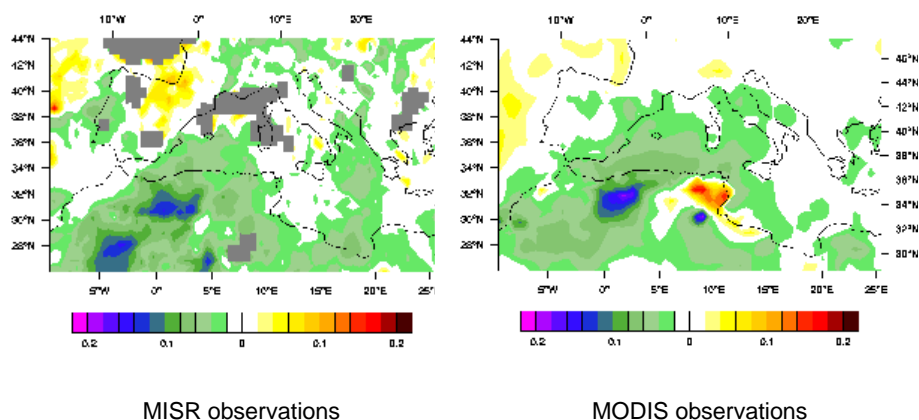 10°W 0° 10°E 20°E
10°W 0° 10°E 20°E
44°N
42°N
40°N
38°N
36°N
34°N
32°N
30°N
28°N
44°N
42°N
40°N
38°N
36°N
34°N
32°N
30°N
28°N
46°N
44°N
42°N
40°N
38°N
36°N
34°N
32°N
30°N
5°W 0° 5°E 10°E 15°E 20°E 25°E
5°W 0° 5°E 10°E 15°E 20°E 25°E
0.2 0.1 0 0.1 0.2
0.2 0.1 0 0.1 0.2
MISR observations
MODIS observations